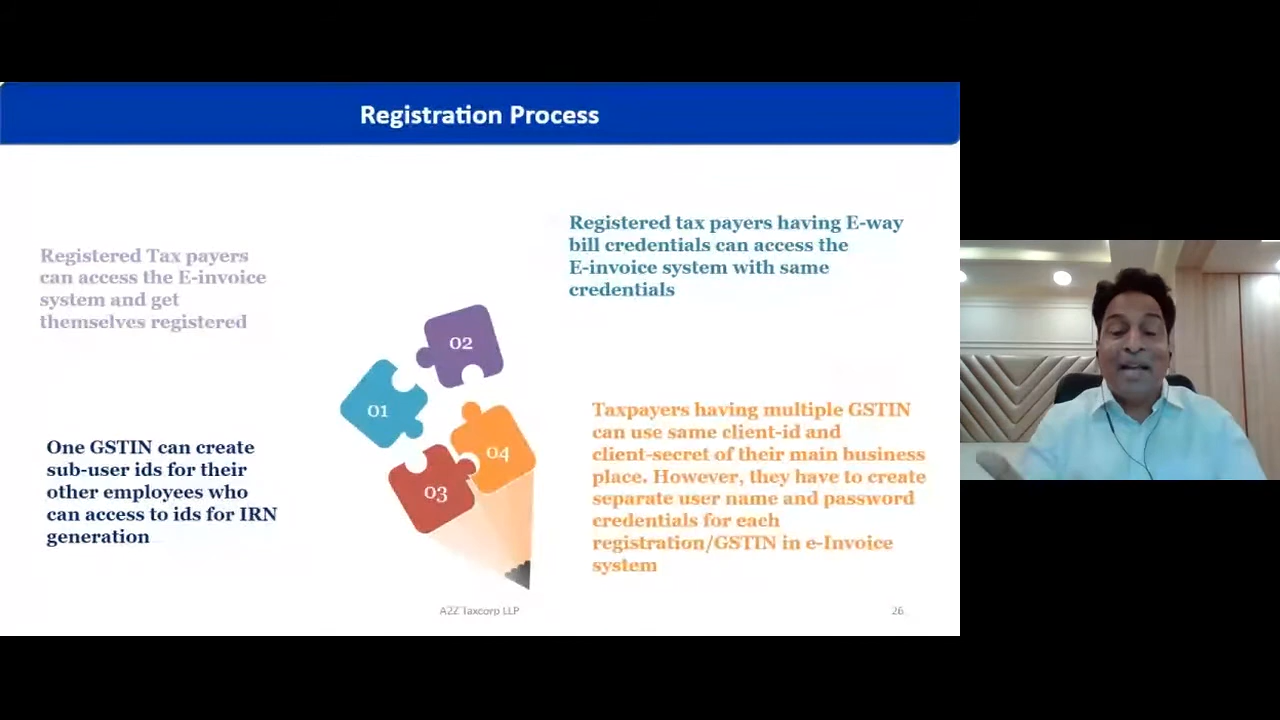 Registration Process
Registered Tax payers
can access the E-invoice
system and get
themselves registered
Registered tax payers having E-way
bill credentials can access the
E-invoice system with same
credentials
02
01
04
03
One GSTIN can create
sub-user ids for their
other employees who
can access to ids for IRN
generation
Taxpayers having multiple GSTIN
can use same client-id and
client-secret of their main business
place. However, they have to create
separate user name and password
credentials for each
registration/GSTIN in e-Invoice
system
A2Z Taxcorp LLP
26